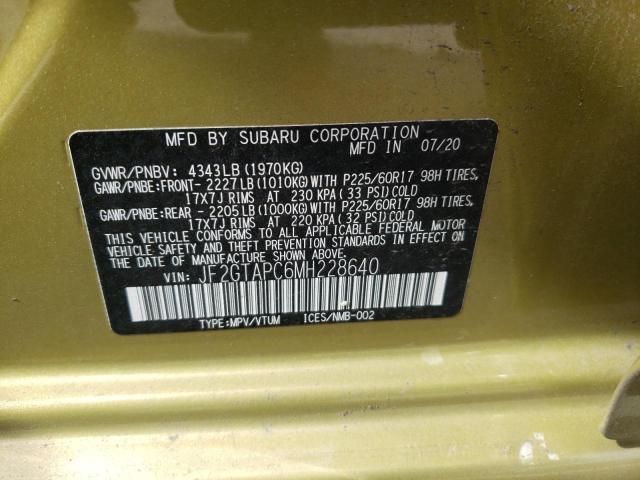 MFD BY SUBARU CORPORATION
MFD IN 07/20
GVWR/PNBV: 4343LB (1970KG)
GAWR/PNBE:FRONT- 2227LB (1010KG)WITH P225/60R17 98H TIRES,
17X7J RIMS AT 230 KPA (33 PSI)COLD
GAWR/PNBE:REAR - 2205LB (1000KG)WITH P225/60R17 98H TIRES,
17X7J RIMS AT 220 KPA (32 PSI)COLD
THIS VEHICLE CONFORMS TO ALL APPLICABLE FEDERAL MOTOR
VEHICLE SAFETY AND THEFT PREVENTION STANDARDS IN EFFECT
ON THE DATE OF MANUFACTURE SHOWN ABOVE.
VIN: JF2GTAPC6MH228640
TYPE:MPV/VTUM ICES/NMB-002